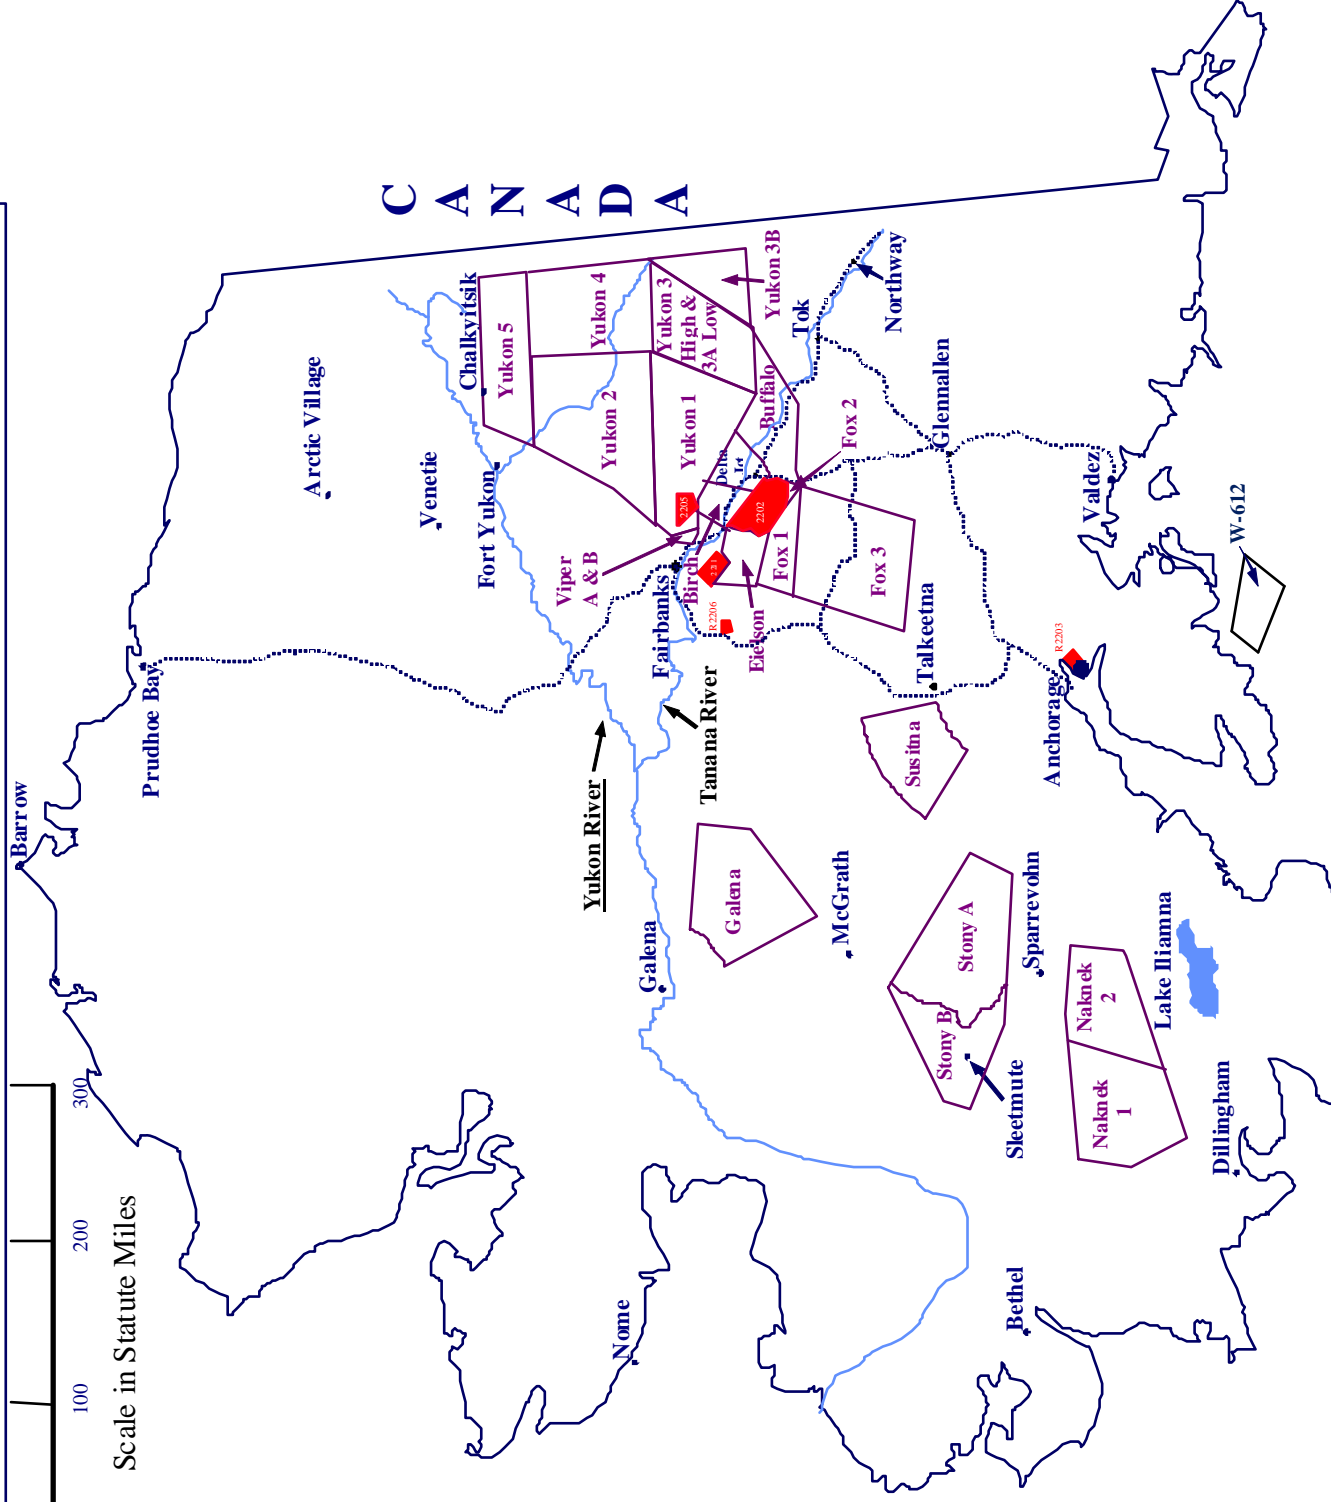 Barrow
Prudhoe Bay
Arctic Village
Venetie
Fort Yukon
Chalkyitsik
C
A
N
A
D
A
Yukon 5
Yukon 4
Yukon 2
Yukon 3
High &
3A Low
Yukon 3B
Yukon 1
Buffalo
Tok
Northway
Viper
A & B
Fairbanks
Birch
2205
Delta
Jct
2202
2211
R2206
Eielson
Fox 1
Fox 2
Fox 3
Glennallen
Valdez
W-612
Talkeetna
Anchorage
R2203
Susitna
Yukon River
Tanana River
Galena
Galena
McGrath
Stony A
Stony B
Sparrevohn
Sleetmute
Naknek
2
Naknek
1
Lake Iliamna
Dillingham
Bethel
Nome
300
200
100
Scale in Statute Miles